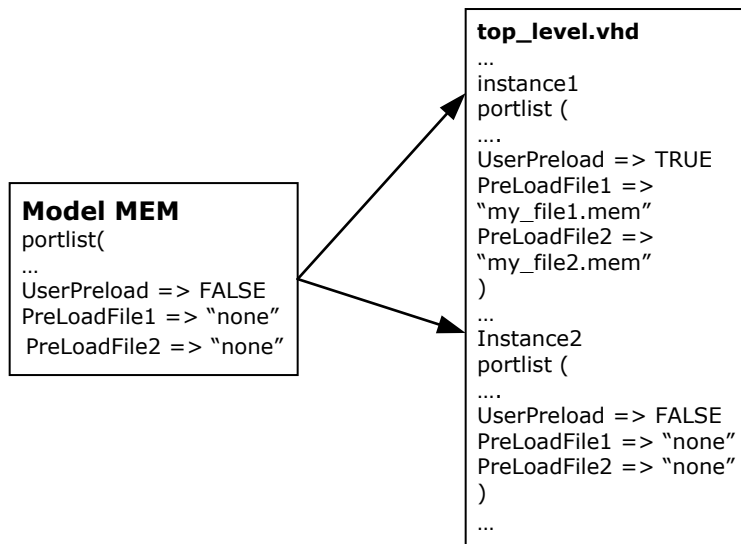 Model MEM
portlist(
…
UserPreload => FALSE
PreLoadFile1 => “none”
PreLoadFile2 => “none”
top_level.vhd
…
instance1
portlist (
….
UserPreload => TRUE
PreLoadFile1 =>
“my_file1.mem”
PreLoadFile2 =>
“my_file2.mem”
)
…
Instance2
portlist (
….
UserPreload => FALSE
PreLoadFile1 => “none”
PreLoadFile2 => “none”
)
…